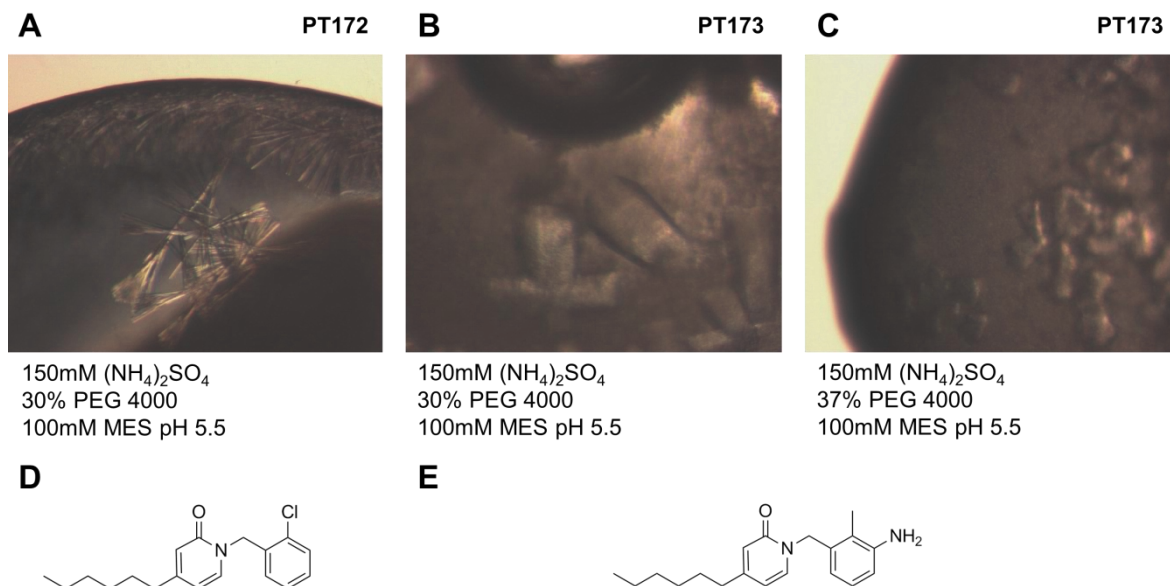 A PT172
B PT173
C PT173
150mM (NH₄)₂SO₄
30% PEG 4000
100mM MES pH 5.5
150mM (NH₄)₂SO₄
30% PEG 4000
100mM MES pH 5.5
150mM (NH₄)₂SO₄
37% PEG 4000
100mM MES pH 5.5
D
O
N
Cl
E
O
N
NH₂